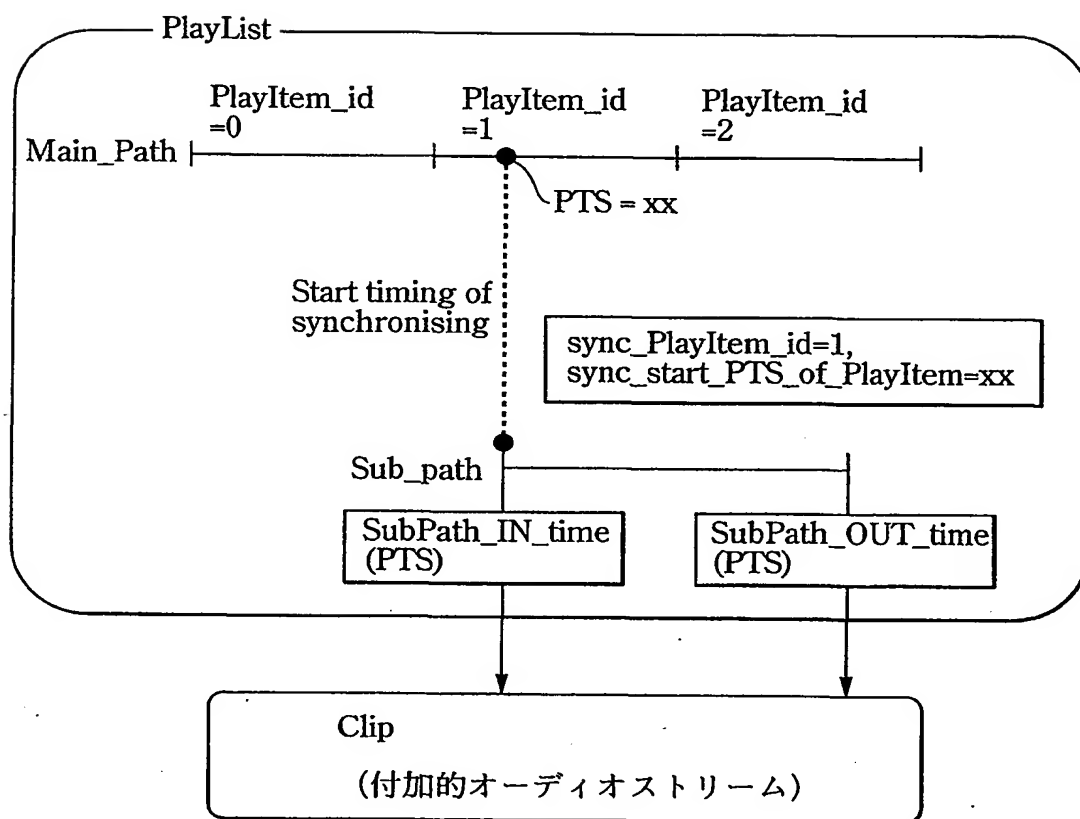 PlayList
PlayItem_id
=0
PlayItem_id
=1
PlayItem_id
=2
Main_Path
PTS = xx
Start timing of
synchronising
sync_PlayItem_id=1,
sync_start_PTS_of_PlayItem=xx
Sub_path
SubPath_IN_time
(PTS)
SubPath_OUT_time
(PTS)
Clip
(付加的オーディオストリーム)